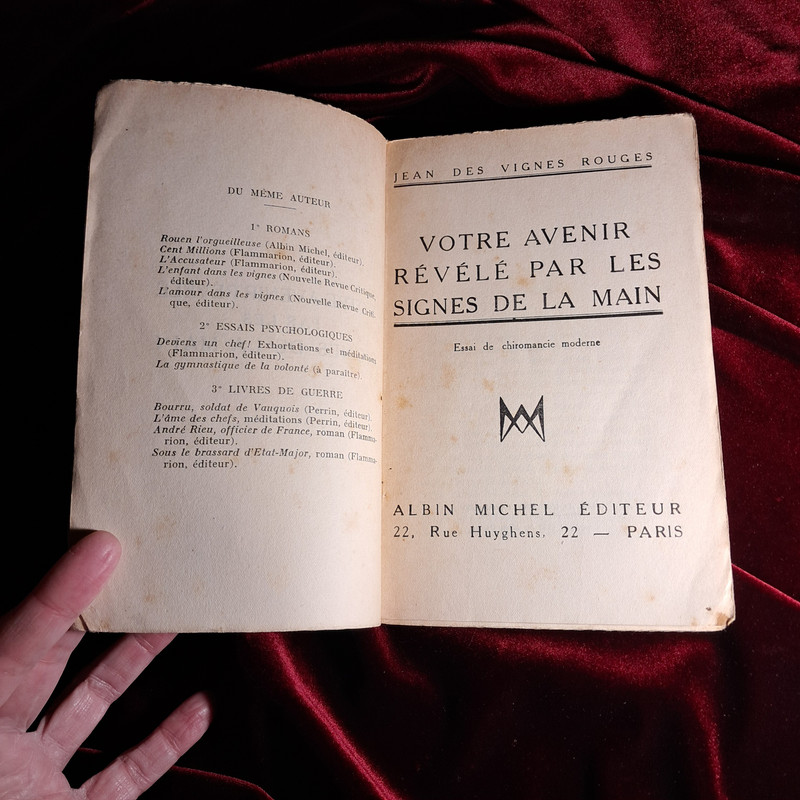 DU MÊME AUTEUR
1º ROMANS
Rouen l'orgueilleuse (Albin Michel, éditeur).
Cent Millions (Flammarion, éditeur).
L'Accusateur (Flammarion, éditeur).
L'enfant dans les vignes (Nouvelle Revue Critique,
éditeur).
L'amour dans les vignes (Nouvelle Revue Criti-
que, éditeur).
2º ESSAIS PSYCHOLOGIQUES
Deviens un chef! Exhortations et méditations
(Flammarion, éditeur).
La gymnastique de la volonté (à paraître).
3º LIVRES DE GUERRE
Bourru, soldat de Vauquois (Perrin, éditeur).
L'âme des chefs, méditations (Perrin, éditeur).
André Rieu, officier de France, roman (Flamma-
rion, éditeur).
Sous le brassard d'Etat-Major, roman (Flamma-
rion, éditeur).
JEAN DES VIGNES ROUGES
VOTRE AVENIR
RÉVÉLÉ PAR LES
SIGNES DE LA MAIN
Essai de chiromancie moderne
ALBIN MICHEL ÉDITEUR
22, Rue Huyghens, 22 — PARIS